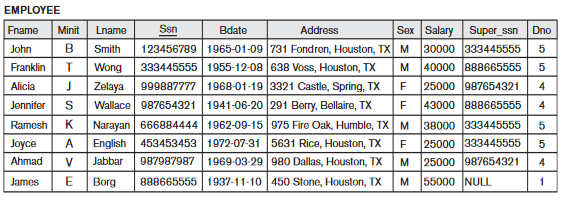 EMPLOYEE
Fname Minit Lname Ssn Bdate Address Sex Salary Super_ssn Dno
John B Smith 123456789 1965-01-09 731 Fondren, Houston, TX M 30000 333445555 5
Franklin T Wong 333445555 1955-12-08 638 Voss, Houston, TX M 40000 888665555 5
Alicia J Zelaya 999887777 1968-01-19 3321 Castle, Spring, TX F 25000 987654321 4
Jennifer S Wallace 987654321 1941-06-20 291 Berry, Bellaire, TX F 43000 888665555 4
Ramesh K Narayan 666884444 1962-09-15 975 Fire Oak, Humble, TX M 38000 333445555 5
Joyce A English 453453453 1972-07-31 5631 Rice, Houston, TX F 25000 333445555 5
Ahmad V Jabbar 987987987 1969-03-29 980 Dallas, Houston, TX M 25000 987654321 4
James E Borg 888665555 1937-11-10 450 Stone, Houston, TX M 55000 NULL 1